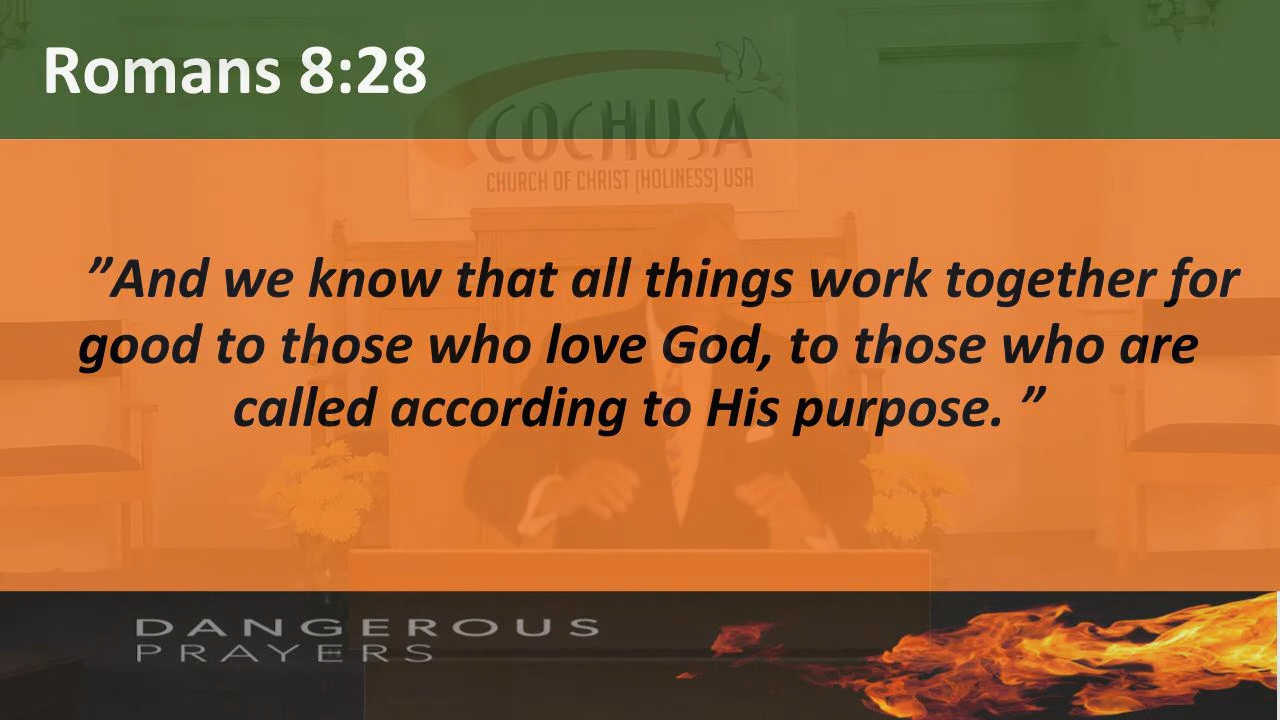 Romans 8:28
COCHUSA
CHURCH OF CHRIST (HOLINESS) USA
”And we know that all things work together for
good to those who love God, to those who are
called according to His purpose. ”
DANGEROUS
PRAYERS